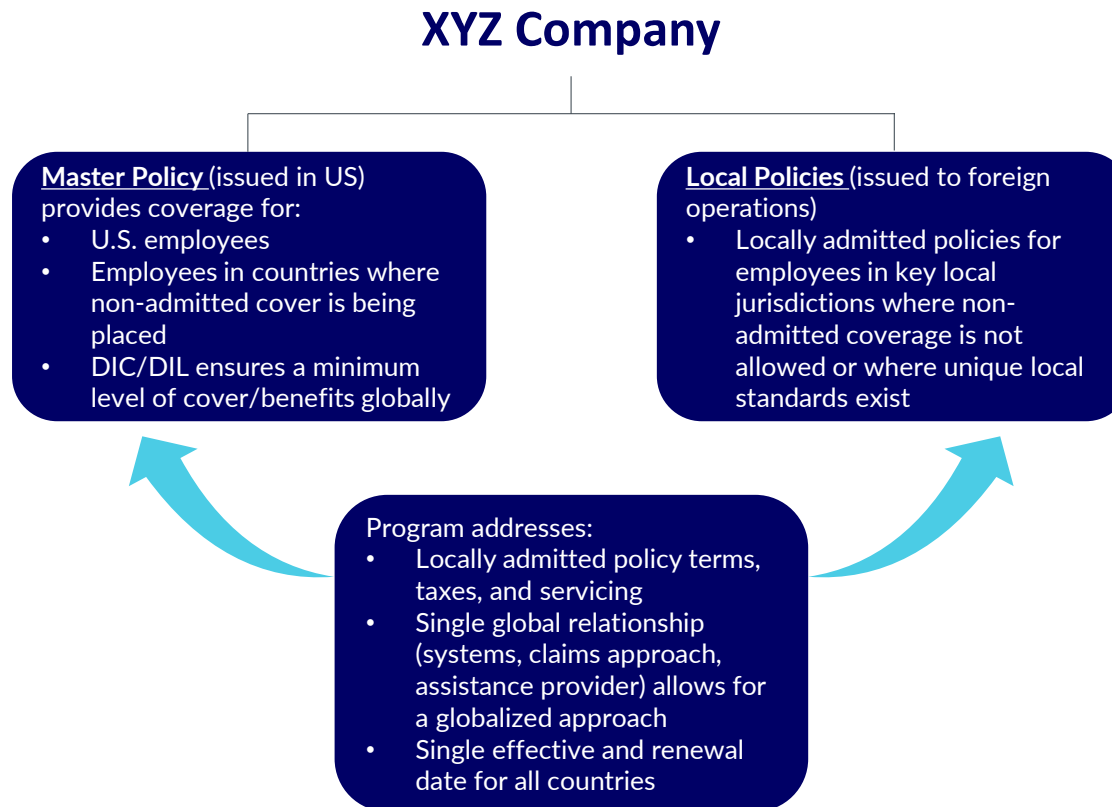 XYZ Company
Master Policy (issued in US)
provides coverage for:
• U.S. employees
• Employees in countries where
non-admitted cover is being
placed
• DIC/DIL ensures a minimum
level of cover/benefits globally
Local Policies (issued to foreign
operations)
• Locally admitted policies for
employees in key local
jurisdictions where non-
admitted coverage is not
allowed or where unique local
standards exist
Program addresses:
• Locally admitted policy terms,
taxes, and servicing
• Single global relationship
(systems, claims approach,
assistance provider) allows for
a globalized approach
• Single effective and renewal
date for all countries